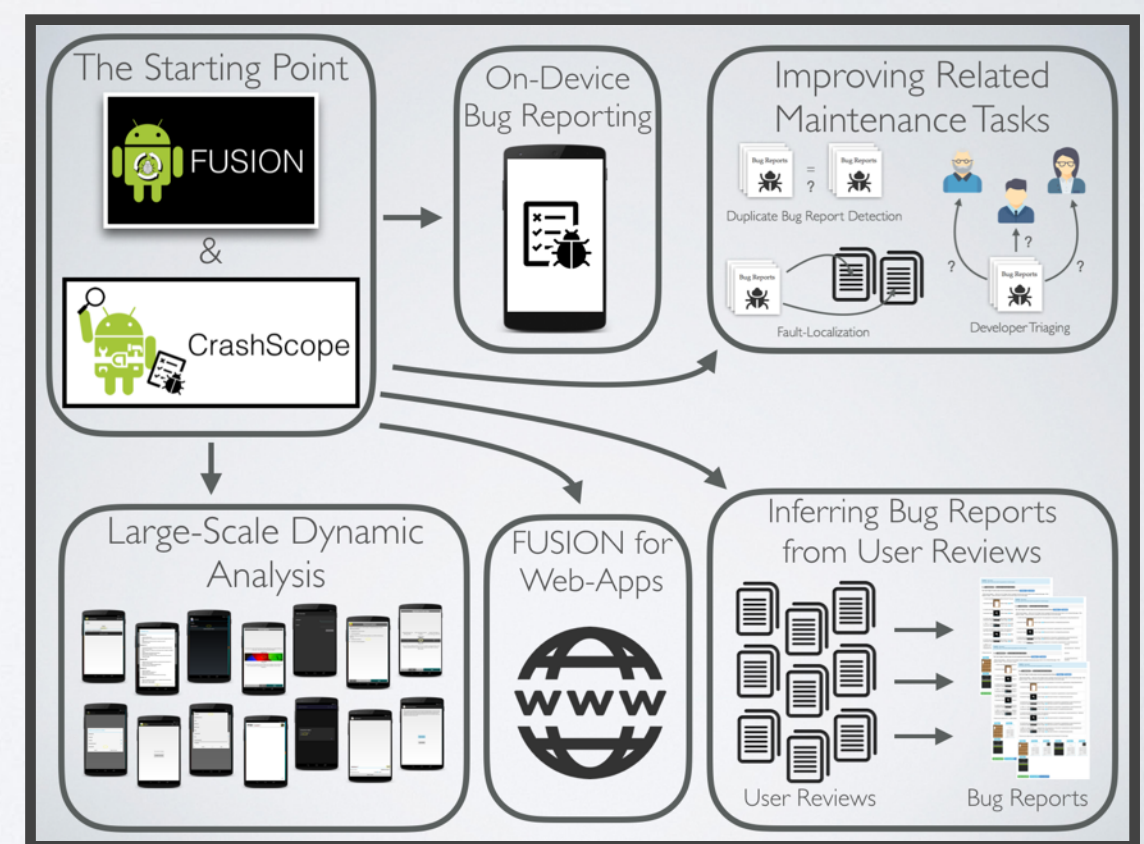 The Starting Point
FUSION
&
CrashScope
On-Device
Bug Reporting
Improving Related
Maintenance Tasks
Bug Reports
=
?
Bug Reports
Duplicate Bug Report Detection
Bug Reports
Fault-Localization
?
?
?
Bug Reports
Developer Triaging
Large-Scale Dynamic
Analysis
FUSION for
Web-Apps
WWW
Inferring Bug Reports
from User Reviews
User Reviews
Bug Reports